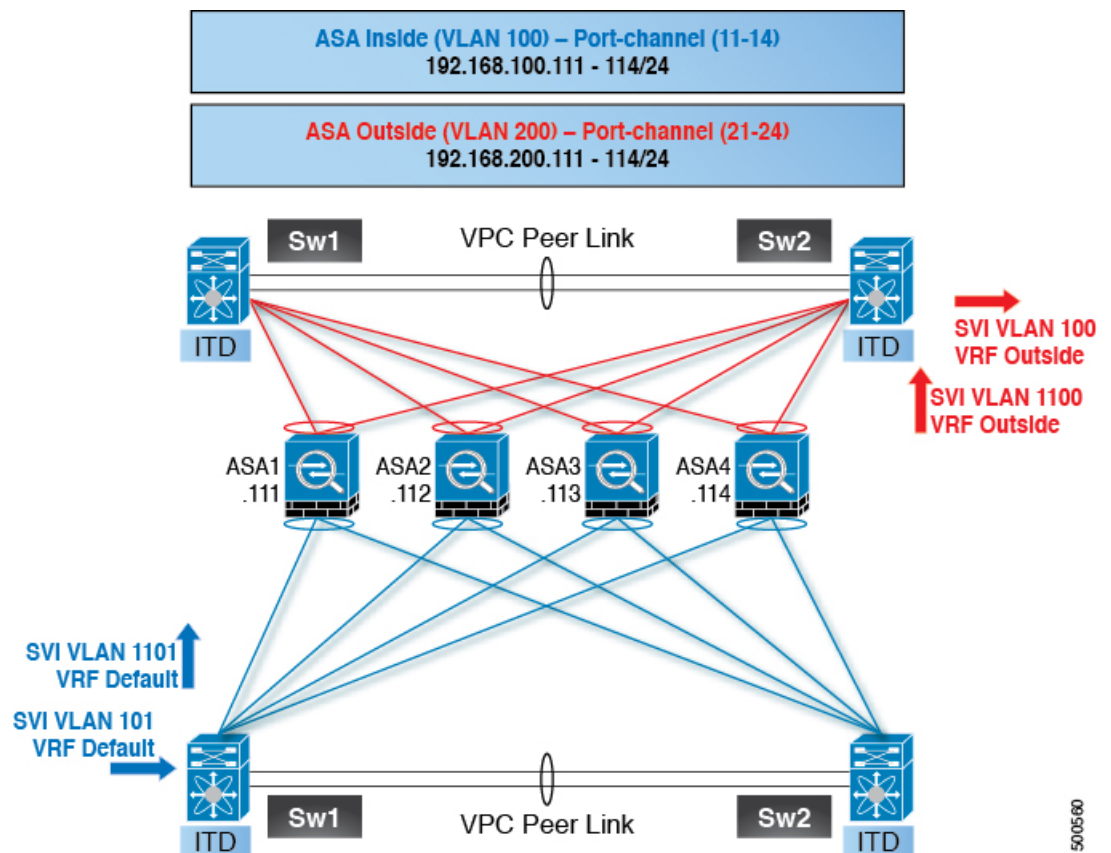 ASA Inside (VLAN 100) – Port-channel (11-14)
192.168.100.111 - 114/24
ASA Outside (VLAN 200) – Port-channel (21-24)
192.168.200.111 - 114/24
Sw1
VPC Peer Link
Sw2
ITD
ITD
SVI VLAN 100
VRF Outside
SVI VLAN 1100
VRF Outside
ASA1
.111
ASA2
.112
ASA3
.113
ASA4
.114
SVI VLAN 1101
VRF Default
SVI VLAN 101
VRF Default
Sw1
VPC Peer Link
Sw2
ITD
ITD
500560